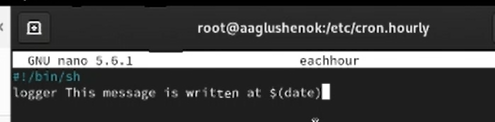 root@aaglushenok:/etc/cron.hourly
GNU nano 5.6.1 eachhour
#!/bin/sh
logger This message is written at $(date)